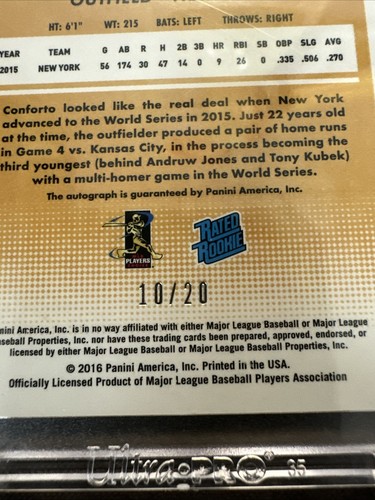 HT: 6'1" WT: 215 BATS: LEFT THROWS: RIGHT
YEAR TEAM G AB R H 2B 3B HR RBI SB OBP SLG AVG
2015 NEW YORK 56 174 30 47 14 0 9 26 0 .335 .506 .270
Conforto looked like the real deal when New York
advanced to the World Series in 2015. Just 22 years old
at the time, the outfielder produced a pair of home runs
in Game 4 vs. Kansas City, in the process becoming the
third youngest (behind Andruw Jones and Tony Kubek)
with a multi-homer game in the World Series.
The autograph is guaranteed by Panini America, Inc.
PLAYERS
RATED
ROOKIE
10/20
America, Inc. is in no way affiliated with either Major League Baseball or Major League
Baseball Properties, Inc. nor have these trading cards been prepared, approved, endorsed, or
licensed by either Major League Baseball or Major League Baseball Properties, Inc.
© 2016 Panini America, Inc. Printed in the USA.
Officially Licensed Product of Major League Baseball Players Association
Ultra PRO® 35